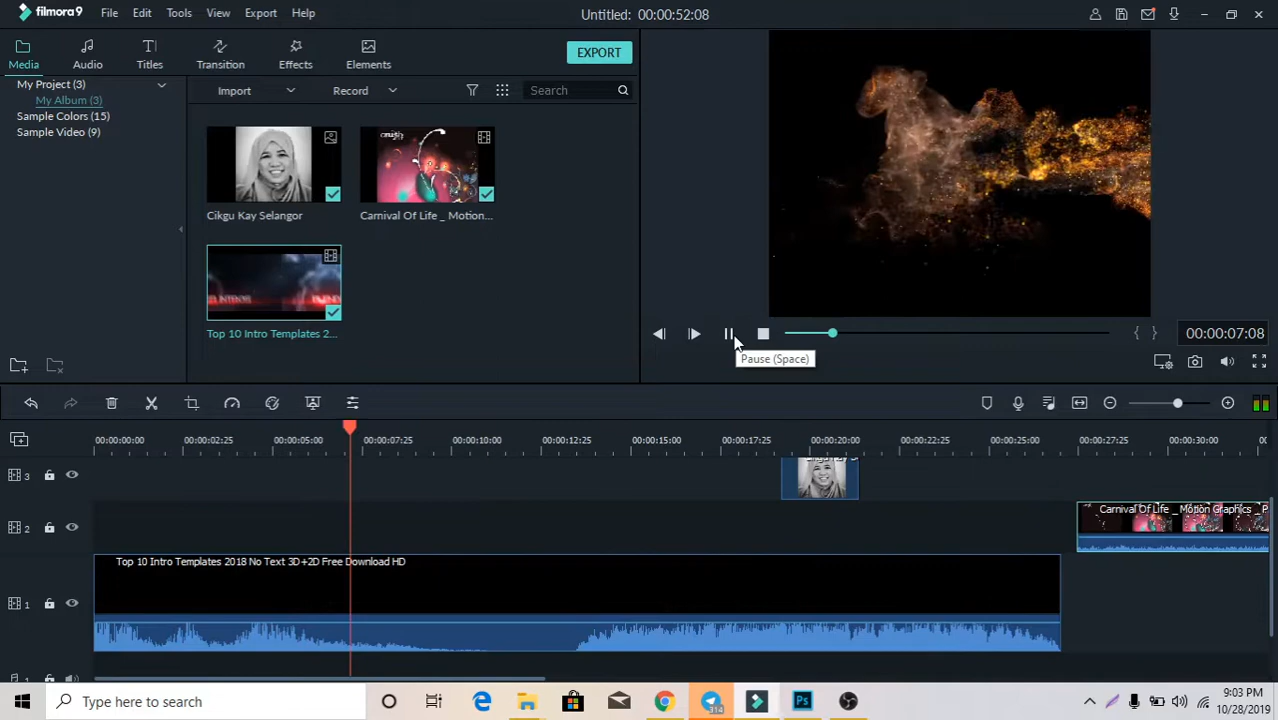 filmora9 File Edit Tools View Export Help Untitled: 00:00:52:08
Media Audio Titles Transition Effects Elements EXPORT
My Project (3)
My Album (3)
Sample Colors (15)
Sample Video (9)
Import Record Search
Cikgu Kay Selangor Carnival Of Life _ Motion...
Top 10 Intro Templates 2...
{ } 00:00:07:08
Pause (Space)
00:00:00:00 00:00:02:25 00:00:05:00 00:00:07:25 00:00:10:00 00:00:12:25 00:00:15:00 00:00:17:25 00:00:20:00 00:00:22:25 00:00:25:00 00:00:27:25 00:00:30:00
3
2 Carnival Of Life _ Motion Graphics _ P
Top 10 Intro Templates 2018 No Text 3D+2D Free Download HD
1
Type here to search 314 Ps 9:03 PM
10/28/2019